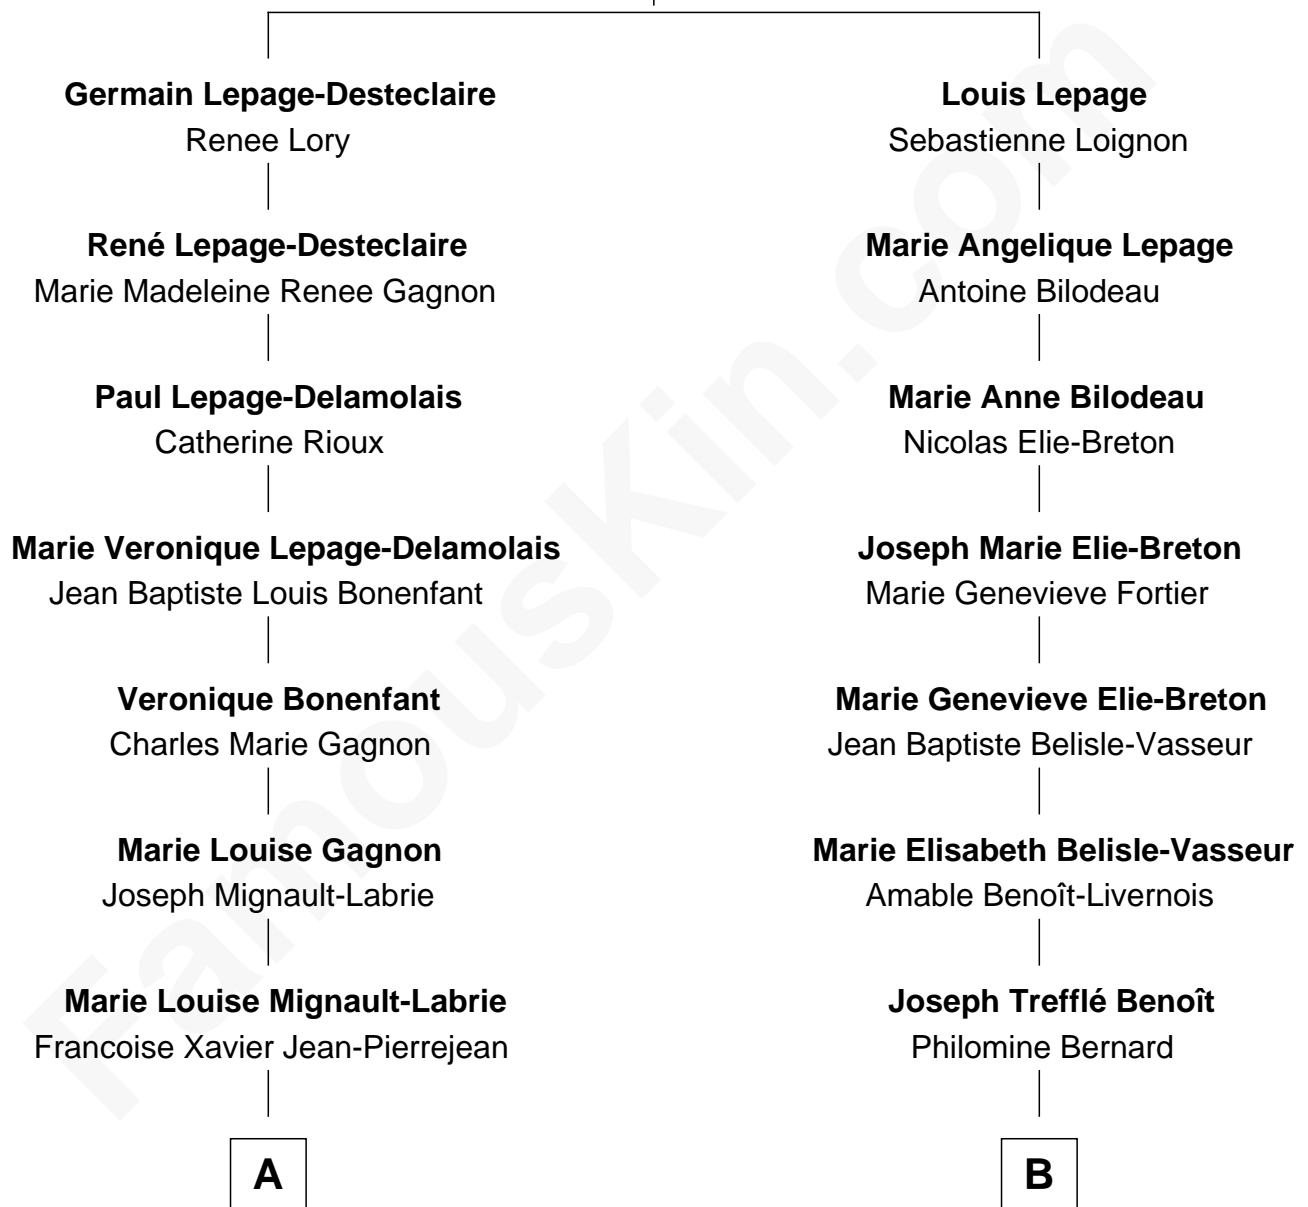 Germain Lepage-Desteclaire
Renee Lory
René Lepage-Desteclaire
Marie Madeleine Renee Gagnon
Paul Lepage-Delamolais
Catherine Rioux
Marie Veronique Lepage-Delamolais
Jean Baptiste Louis Bonenfant
Veronique Bonenfant
Charles Marie Gagnon
Marie Louise Gagnon
Joseph Mignault-Labrie
Marie Louise Mignault-Labrie
Francoise Xavier Jean-Pierrejean
A
Louis Lepage
Sebastienne Loignon
Marie Angelique Lepage
Antoine Bilodeau
Marie Anne Bilodeau
Nicolas Elie-Breton
Joseph Marie Elie-Breton
Marie Genevieve Fortier
Marie Genevieve Elie-Breton
Jean Baptiste Belisle-Vasseur
Marie Elisabeth Belisle-Vasseur
Amable Benoît-Livernois
Joseph Trefflé Benoît
Philomine Bernard
B
FamousKin.com